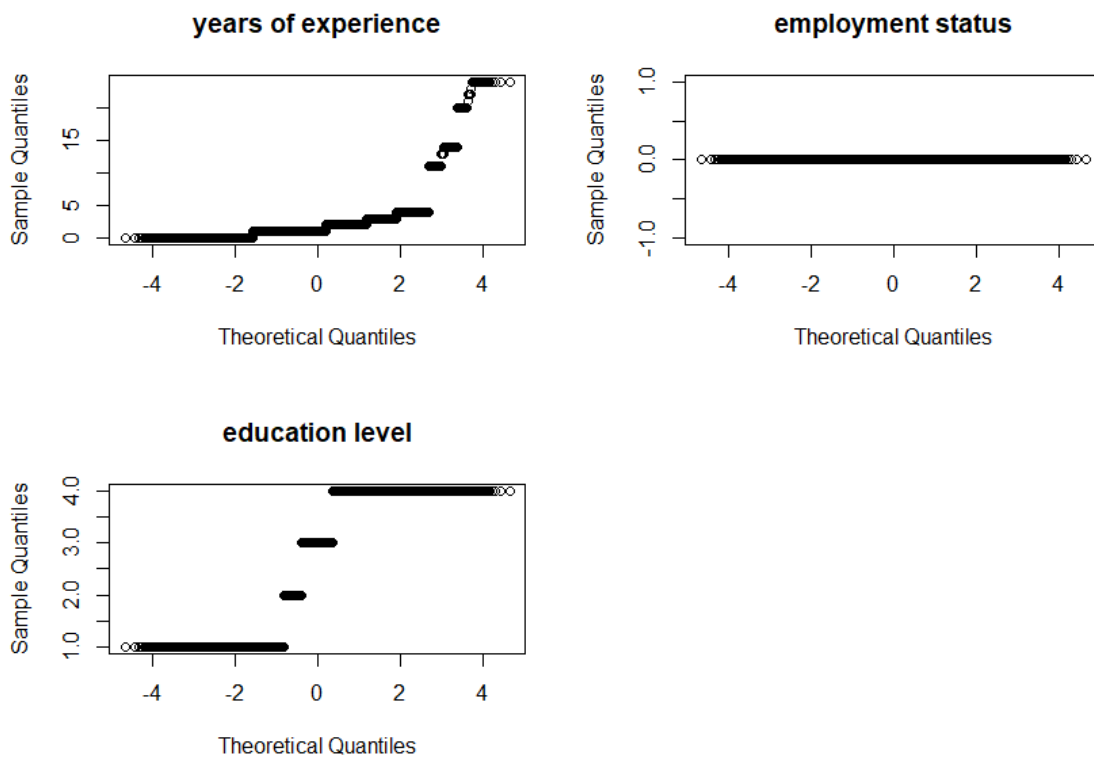 years of experience
Sample Quantiles
15
5
0
-4 -2 0 2 4
Theoretical Quantiles
employment status
Sample Quantiles
1.0
0.0
-1.0
-4 -2 0 2 4
Theoretical Quantiles
education level
Sample Quantiles
4.0
3.0
2.0
1.0
-4 -2 0 2 4
Theoretical Quantiles